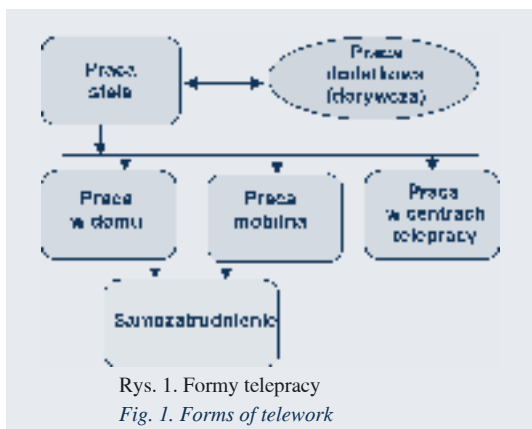 Praca
stała
Praca
dodatkowa
(dorywcza)
Praca
w domu
Praca
mobilna
Praca
w centrach
telepracy
Samozatrudnienie
Rys. 1. Formy telepracy
Fig. 1. Forms of telework